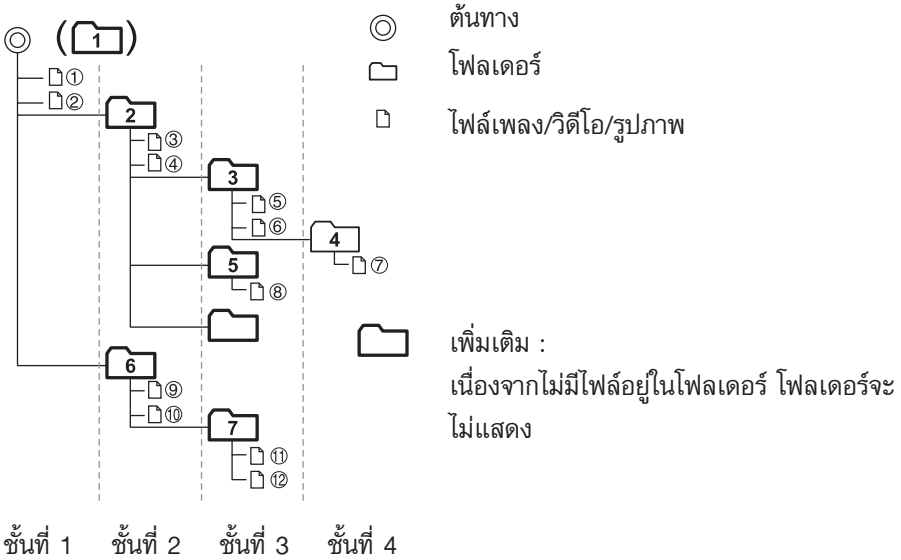 (1)
①
②
2
③
④
3
⑤
⑥
4
⑦
5
⑧
6
⑨
⑩
7
⑪
⑫
ชั้นที่ 1 ชั้นที่ 2 ชั้นที่ 3 ชั้นที่ 4
ต้นทาง
โฟลเดอร์
ไฟล์เพลง/วิดีโอ/รูปภาพ
เพิ่มเติม :
เนื่องจากไม่มีไฟล์อยู่ในโฟลเดอร์ โฟลเดอร์จะ
ไม่แสดง